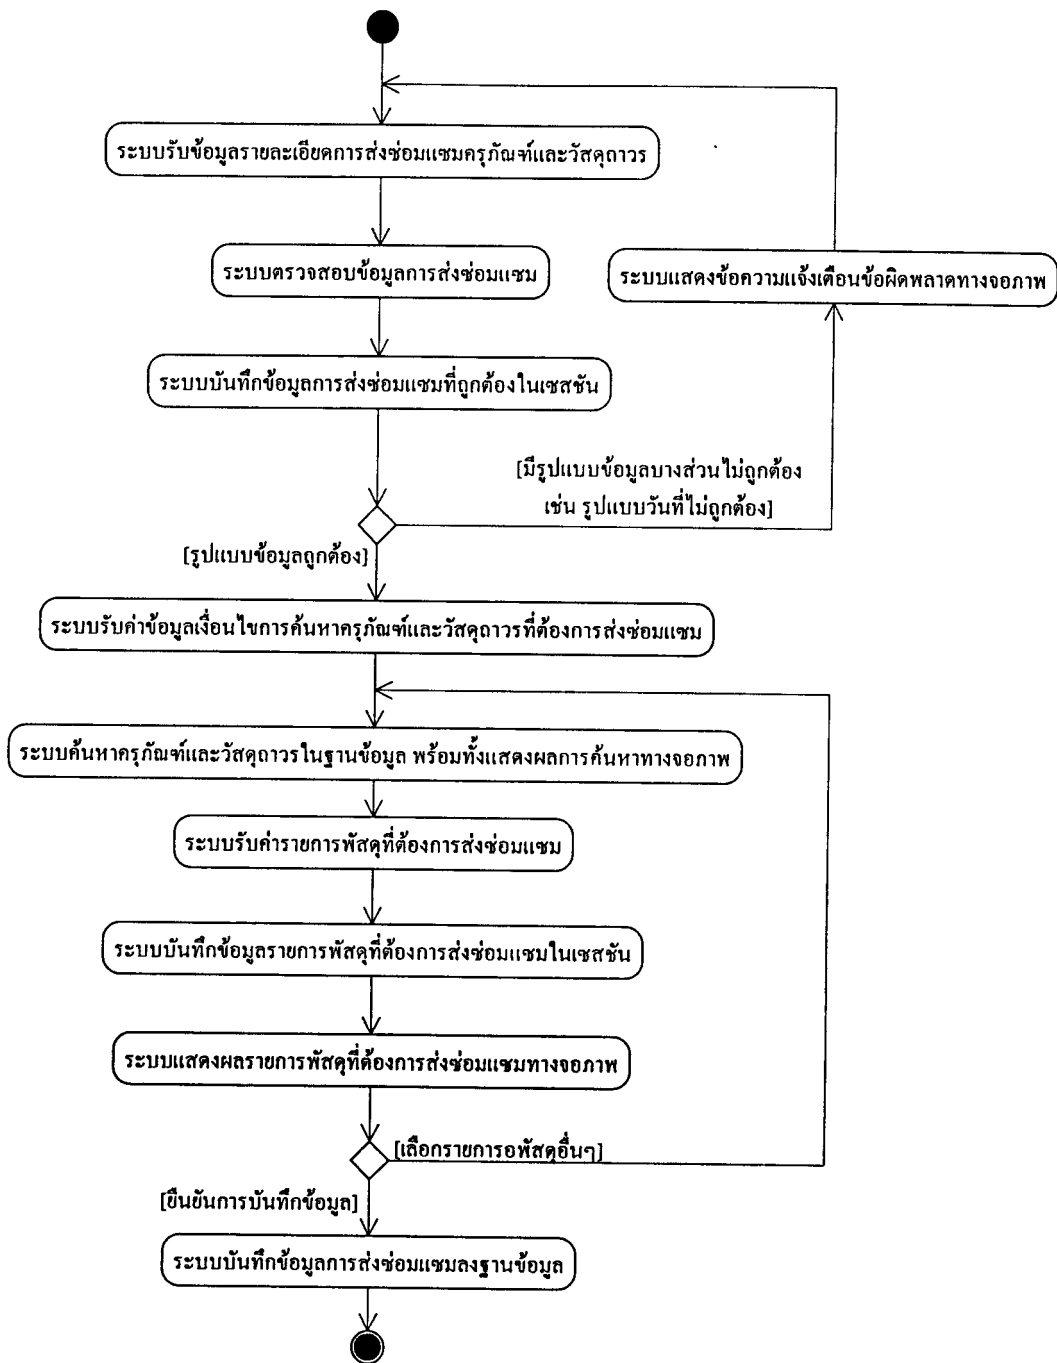 ระบบรับข้อมูลรายละเอียดการส่งซ่อมแซมครุภัณฑ์และวัสดุถาวร
ระบบตรวจสอบข้อมูลการส่งซ่อมแซม
ระบบแสดงข้อความแจ้งเตือนข้อผิดพลาดทางจอภาพ
ระบบบันทึกข้อมูลการส่งซ่อมแซมที่ถูกต้องในเซสชัน
[มีรูปแบบข้อมูลบางส่วนไม่ถูกต้อง
เช่น รูปแบบวันที่ไม่ถูกต้อง]
[รูปแบบข้อมูลถูกต้อง]
ระบบรับค่าข้อมูลเงื่อนไขการค้นหาครุภัณฑ์และวัสดุถาวรที่ต้องการส่งซ่อมแซม
ระบบค้นหาครุภัณฑ์และวัสดุถาวรในฐานข้อมูล พร้อมทั้งแสดงผลการค้นหาทางจอภาพ
ระบบรับค่ารายการพัสดุที่ต้องการส่งซ่อมแซม
ระบบบันทึกข้อมูลรายการพัสดุที่ต้องการส่งซ่อมแซมในเซสชัน
ระบบแสดงผลรายการพัสดุที่ต้องการส่งซ่อมแซมทางจอภาพ
[เลือกรายการอพัสดุอื่นๆ]
[ยืนยันการบันทึกข้อมูล]
ระบบบันทึกข้อมูลการส่งซ่อมแซมลงฐานข้อมูล